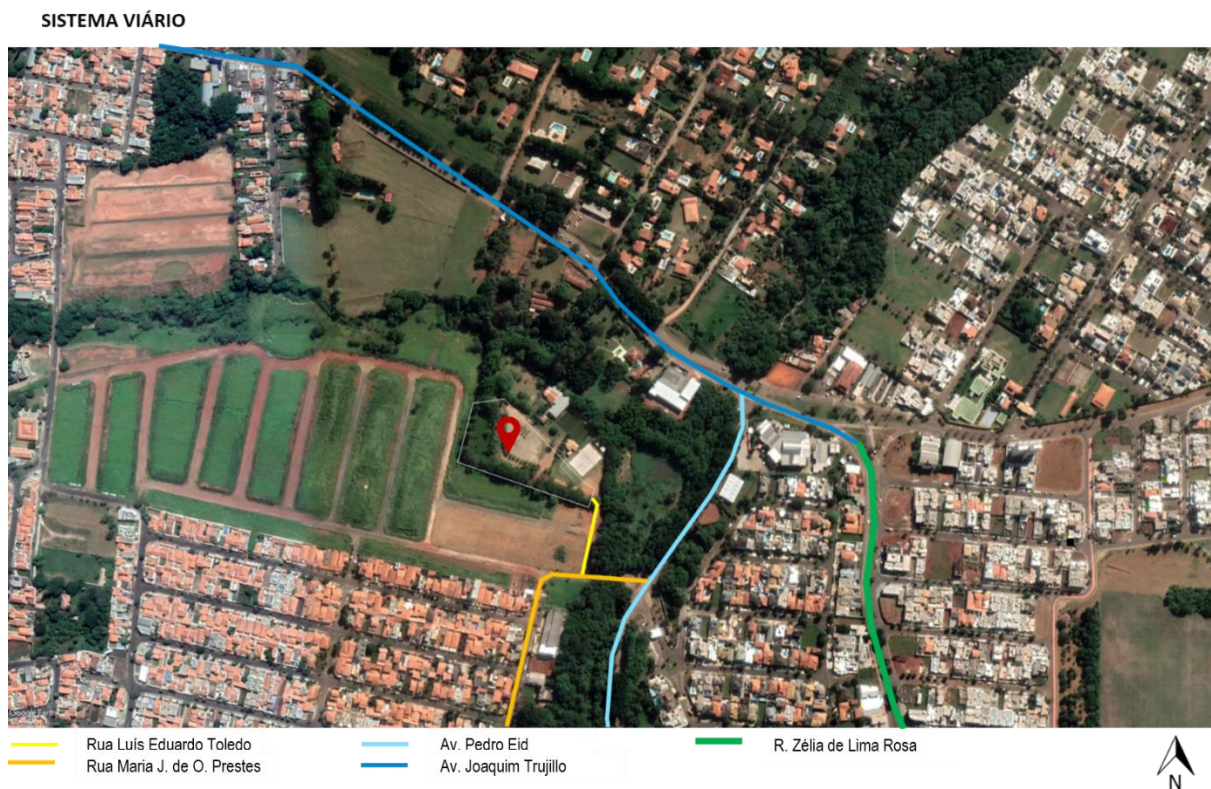 SISTEMA VIÁRIO
Google Earth
Rua Luís Eduardo Toledo
Rua Maria J. de O. Prestes
Av. Pedro Eid
Av. Joaquim Trujillo
R. Zélia de Lima Rosa
N